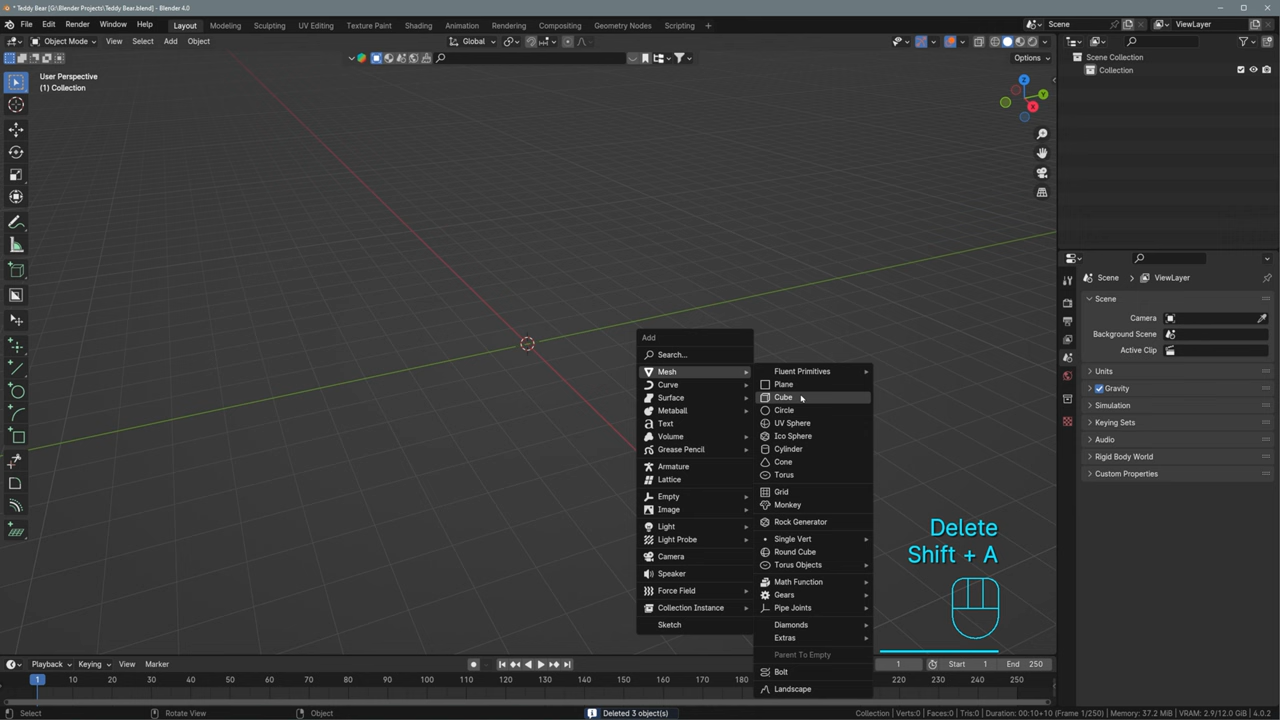 * Teddy Bear [G:\Blender Projects\Teddy Bear.blend] - Blender 4.0
File Edit Render Window Help Layout Modeling Sculpting UV Editing Texture Paint Shading Animation Rendering Compositing Geometry Nodes Scripting + Scene ViewLayer
Object Mode View Select Add Object Global
Options
User Perspective
(1) Collection
Z
Y
X
Scene Collection
Collection
Scene ViewLayer
Scene
Camera
Background Scene
Active Clip
Units
Gravity
Simulation
Keying Sets
Audio
Rigid Body World
Custom Properties
Add
Search...
Mesh
Curve
Surface
Metaball
Text
Volume
Grease Pencil
Armature
Lattice
Empty
Image
Light
Light Probe
Camera
Speaker
Force Field
Collection Instance
Sketch
Fluent Primitives
Plane
Cube
Circle
UV Sphere
Ico Sphere
Cylinder
Cone
Torus
Grid
Monkey
Rock Generator
Single Vert
Round Cube
Torus Objects
Math Function
Gears
Pipe Joints
Diamonds
Extras
Parent To Empty
Bolt
Landscape
Delete
Shift + A
Playback Keying View Marker 1 Start 1 End 250
1 10 20 30 40 50 60 70 80 90 100 110 120 130 140 150 160 170 180 220 230 240 250
Select Rotate View Object Deleted 3 object(s) Collection | Verts:0 | Faces:0 | Tris:0 | Duration: 00:10+10 (Frame 1/250) | Memory: 37.2 MiB | VRAM: 2.9/12.0 GiB | 4.0.2